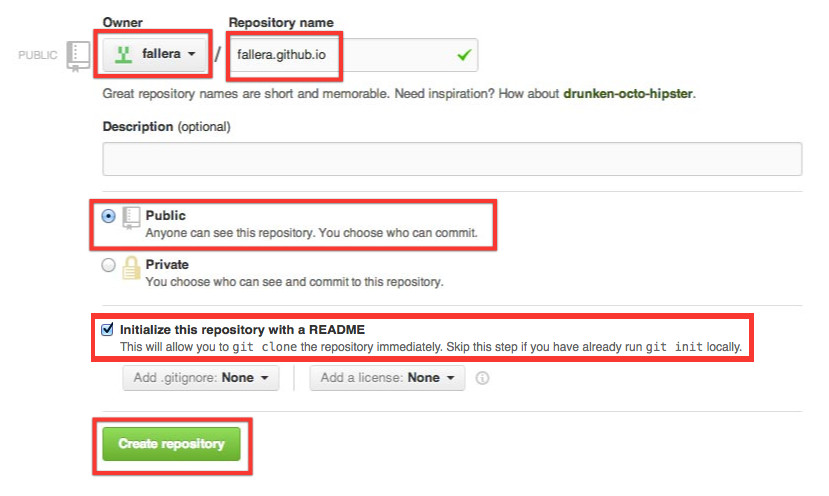 Owner Repository name
PUBLIC fallera / fallera.github.io
Great repository names are short and memorable. Need inspiration? How about drunken-octo-hipster.
Description (optional)
Public
Anyone can see this repository. You choose who can commit.
Private
You choose who can see and commit to this repository.
Initialize this repository with a README
This will allow you to git clone the repository immediately. Skip this step if you have already run git init locally.
Add .gitignore: None Add a license: None
Create repository